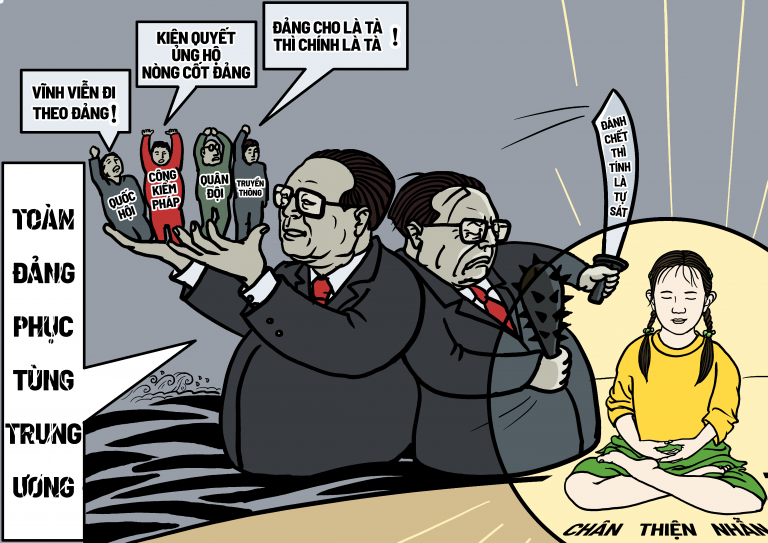 VĨNH VIỄN ĐI
THEO ĐẢNG!
KIÊN QUYẾT
ỦNG HỘ
NÒNG CỐT ĐẢNG
ĐẢNG CHO LÀ TÀ
THÌ CHÍNH LÀ TÀ !
QUỐC
HỘI
CÔNG
KIỂM
PHÁP
QUÂN
ĐỘI
TRUYỀN
THÔNG
TOÀN
ĐẢNG
PHỤC
TÙNG
TRUNG
ƯƠNG
ĐÁNH
CHẾT
THÌ
TÍNH
LÀ
TỰ
SÁT
CHÂN THIỆN NHẪN